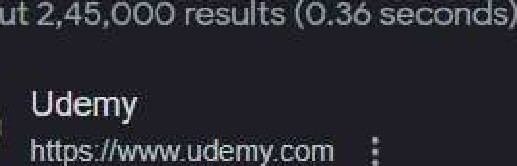 ut 2,45,000 results (0.36 seconds)
Udemy
https://www.udemy.com